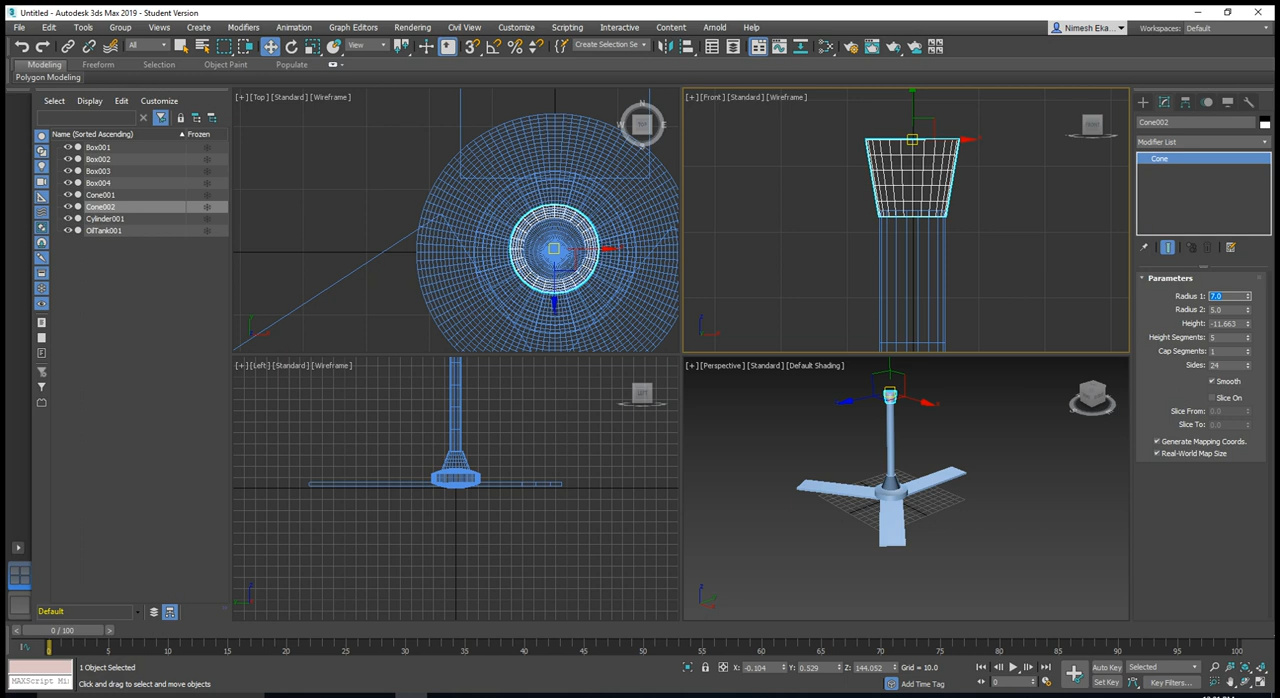 Untitled - Autodesk 3ds Max 2019 - Student Version
File Edit Tools Group Views Create Modifiers Animation Graph Editors Rendering Civil View Customize Scripting Interactive Content Arnold Help
Nimesh Eka... Workspaces: Default
All View Create Selection Se
Modeling Freeform Selection Object Paint Populate
Polygon Modeling
Select Display Edit Customize
Name (Sorted Ascending) ▲ Frozen
Box001
Box002
Box003
Box004
Cone001
Cone002
Cylinder001
OilTank001
[+] [Top] [Standard] [Wireframe]
[+] [Front] [Standard] [Wireframe]
[+] [Left] [Standard] [Wireframe]
[+] [Perspective] [Standard] [Default Shading]
Cone002
Modifier List
Cone
Parameters
Radius 1: 7.0
Radius 2: 5.0
Height: -11.663
Height Segments: 5
Cap Segments: 1
Sides: 24
Smooth
Slice On
Slice From: 0.0
Slice To: 0.0
Generate Mapping Coords.
Real-World Map Size
Default
0 / 100
0 5 10 15 20 25 30 35 40 45 50 55 60 65 70 75 80 85 90 95 100
1 Object Selected
X: -0.104 Y: 0.529 Z: 144.052 Grid = 10.0
Auto Key Selected
MAXScript Mi
Click and drag to select and move objects
Add Time Tag
0
Set Key Key Filters...